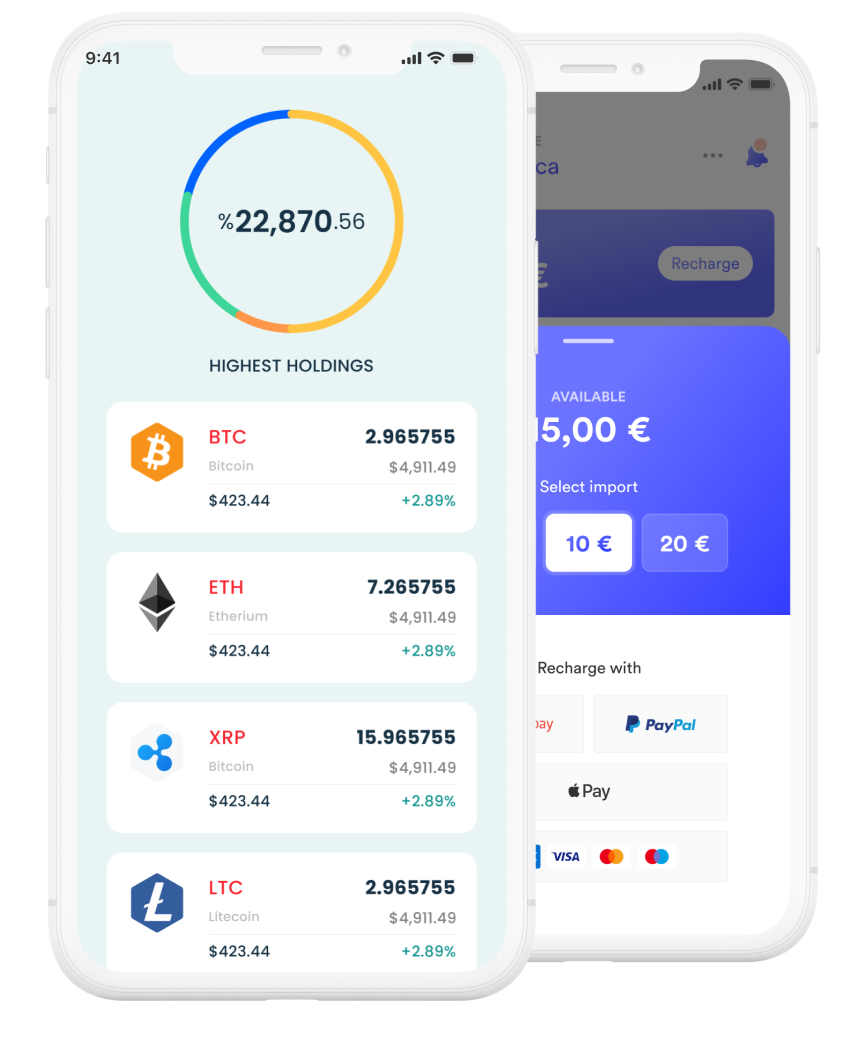 9:41
%22,870.56
HIGHEST HOLDINGS
BTC 2.965755
Bitcoin $4,911.49
$423.44 +2.89%
ETH 7.265755
Etherium $4,911.49
$423.44 +2.89%
XRP 15.965755
Bitcoin $4,911.49
$423.44 +2.89%
LTC 2.965755
Litecoin $4,911.49
$423.44 +2.89%
E
ca
€
Recharge
AVAILABLE
15,00 €
Select import
10 €
20 €
Recharge with
pay
PayPal
Pay
VISA